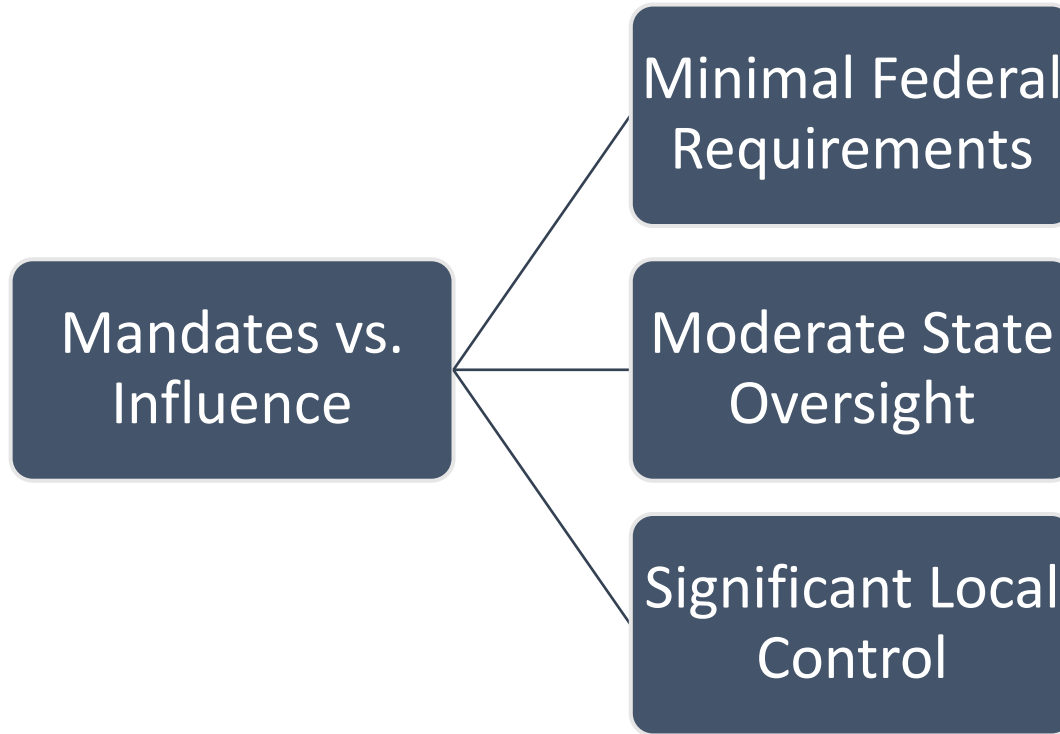 Mandates vs.
Influence
Minimal Federal
Requirements
Moderate State
Oversight
Significant Local
Control